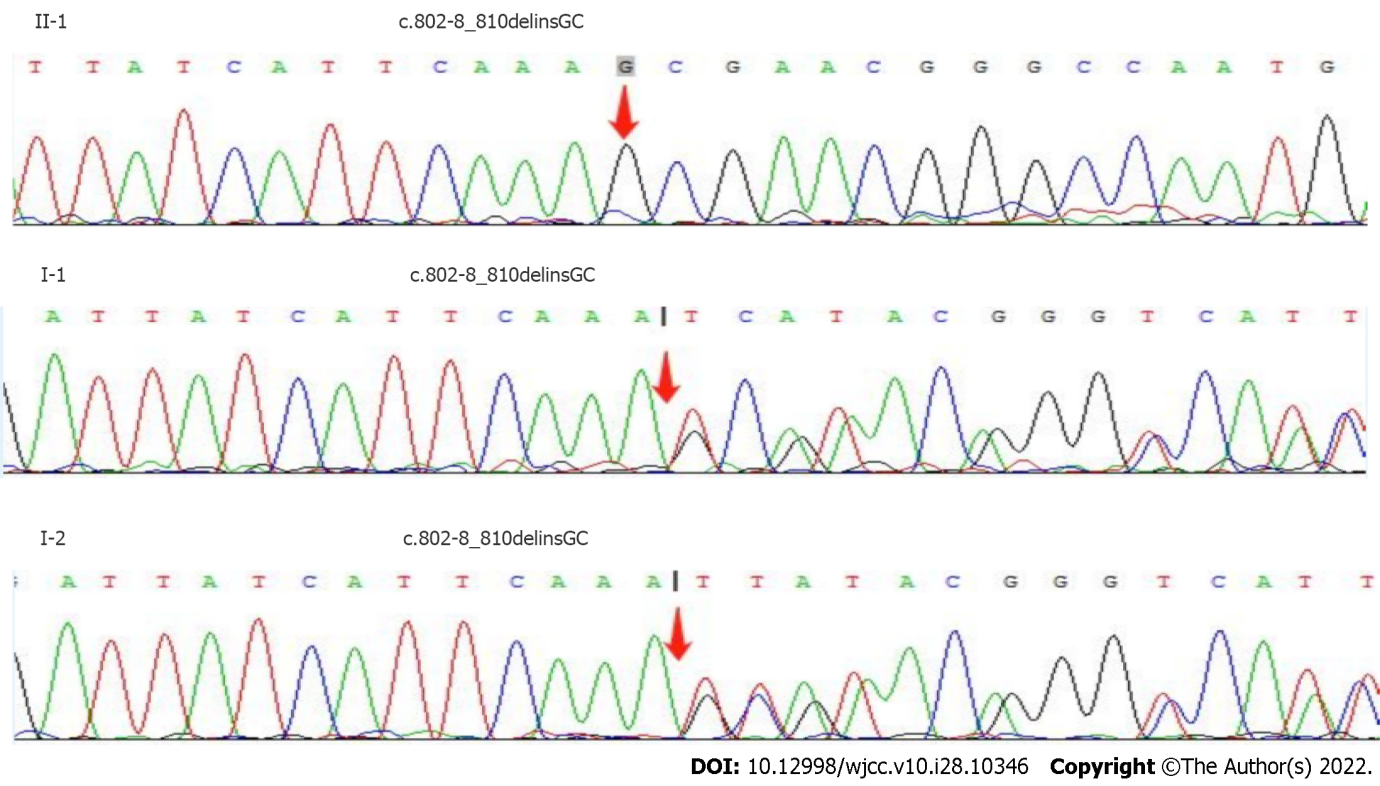 II-1 c.802-8_810delinsGC
T T A T C A T T C A A A G C G A A C G G G C C A A T G
I-1 c.802-8_810delinsGC
A T T A T C A T T C A A A T C A T A C G G G T C A T T
I-2 c.802-8_810delinsGC
A T T A T C A T T C A A A T T A T A C G G G T C A T T
DOI: 10.12998/wjcc.v10.i28.10346 Copyright ©The Author(s) 2022.